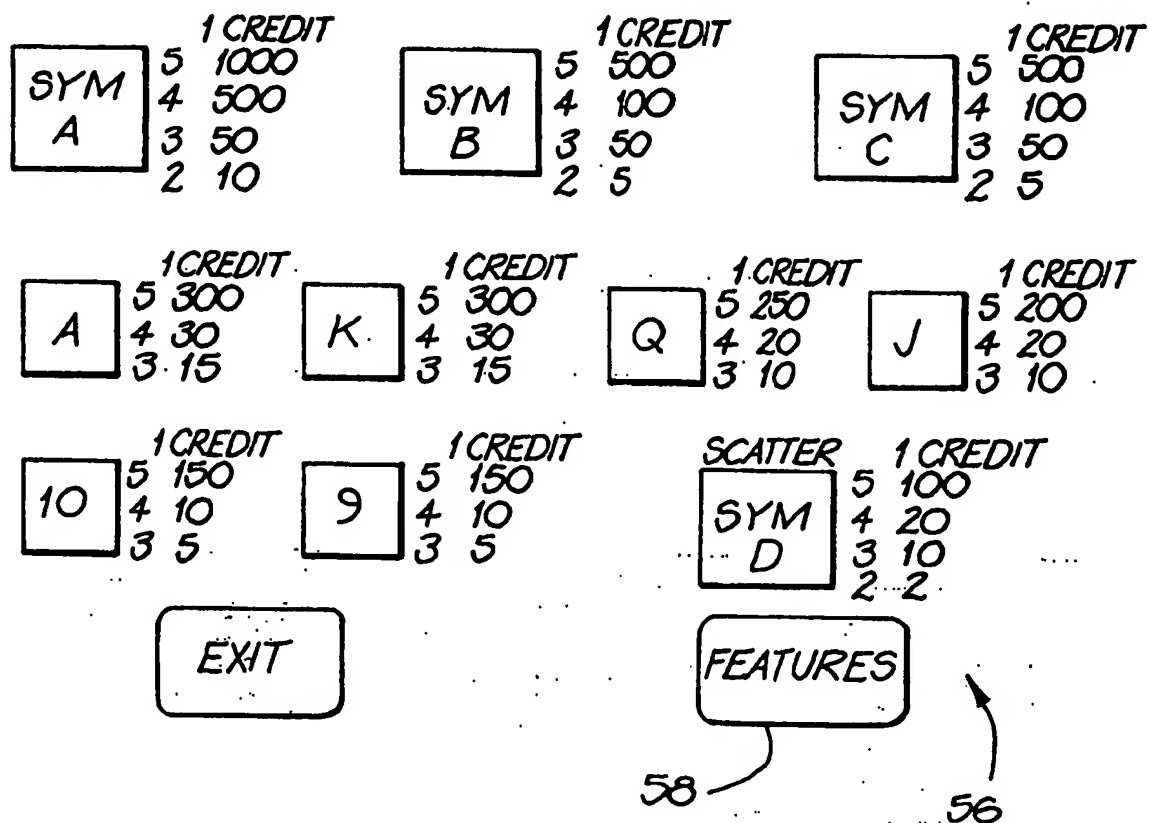 1 CREDIT
SYM A
5 1000
4 500
3 50
2 10
1 CREDIT
SYM B
5 500
4 100
3 50
2 5
1 CREDIT
SYM C
5 500
4 100
3 50
2 5
1 CREDIT
A
5 300
4 30
3 15
1 CREDIT
K
5 300
4 30
3 15
1 CREDIT
Q
5 250
4 20
3 10
1 CREDIT
J
5 200
4 20
3 10
1 CREDIT
10
5 150
4 10
3 5
1 CREDIT
9
5 150
4 10
3 5
SCATTER 1 CREDIT
SYM D
5 100
4 20
3 10
2 2
EXIT
FEATURES
58
56